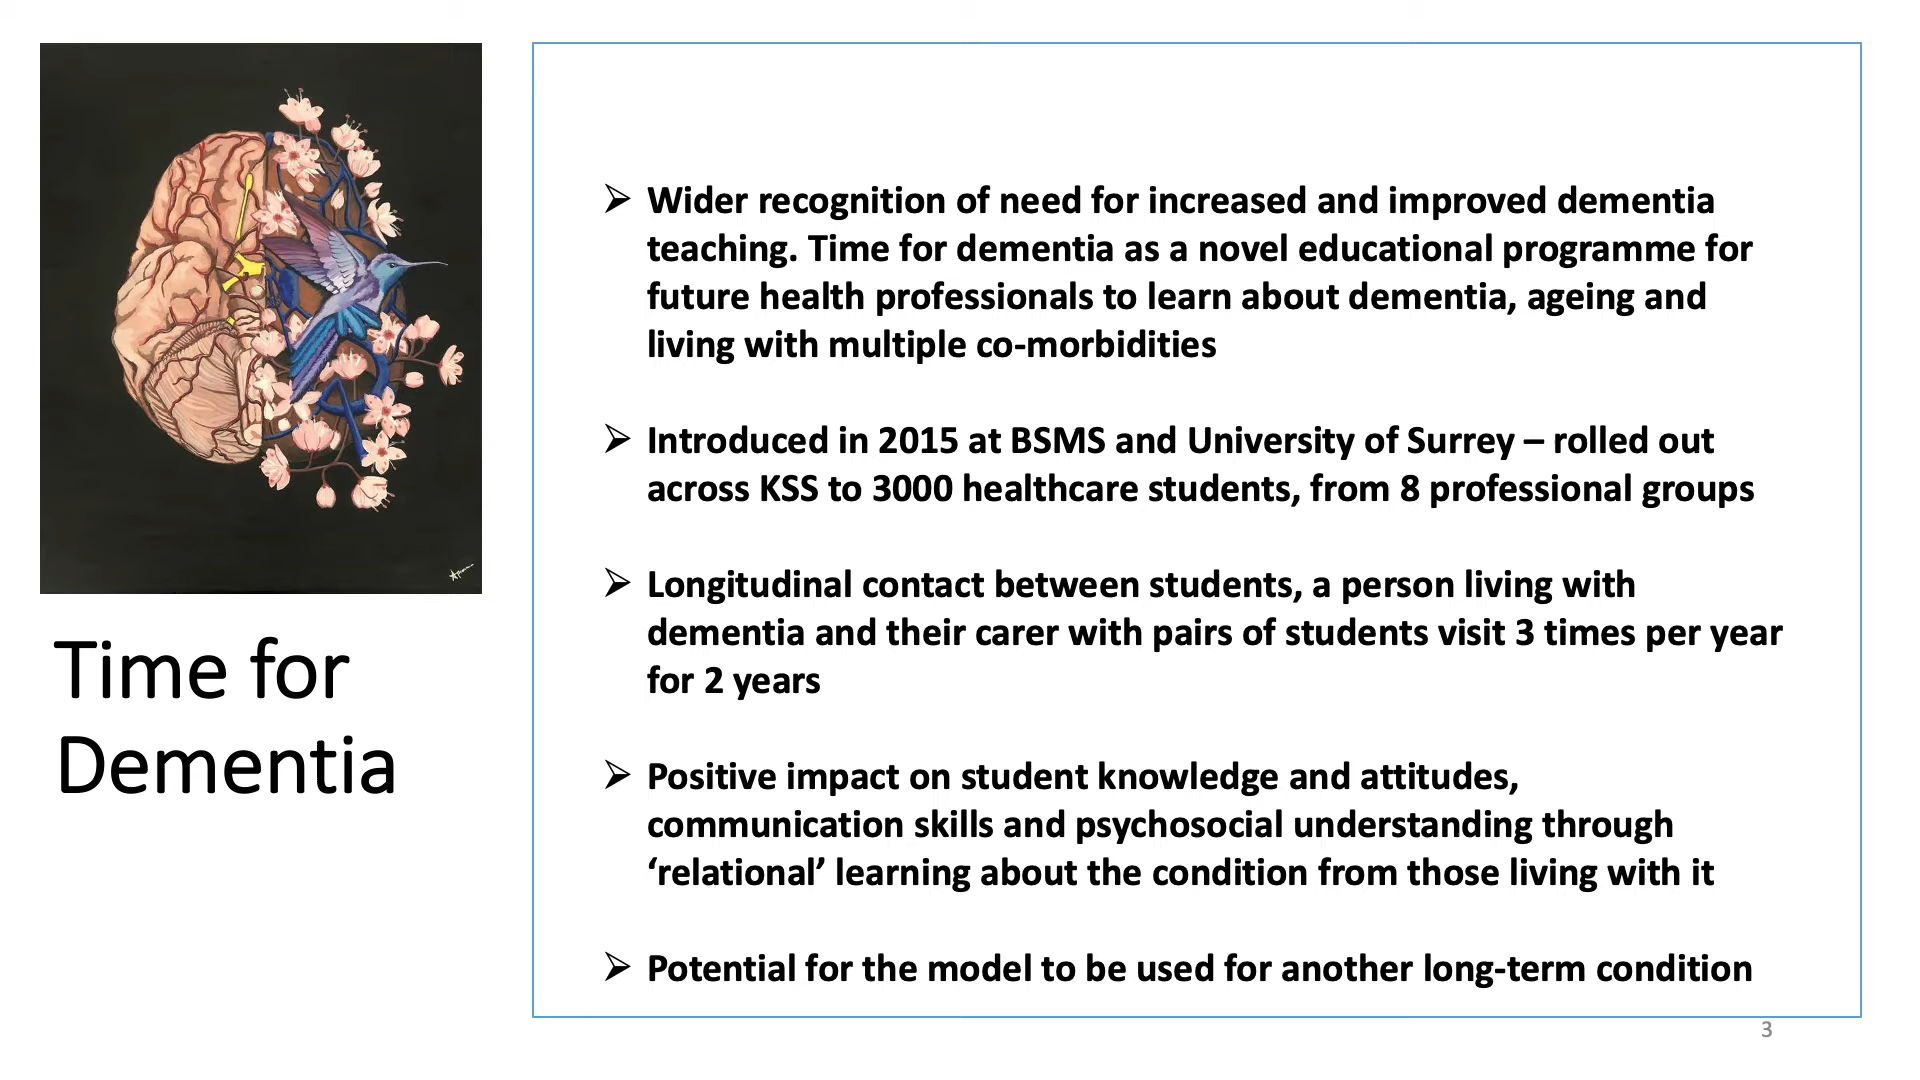 Time for
Dementia
➢ Wider recognition of need for increased and improved dementia
teaching. Time for dementia as a novel educational programme for
future health professionals to learn about dementia, ageing and
living with multiple co-morbidities
➢ Introduced in 2015 at BSMS and University of Surrey – rolled out
across KSS to 3000 healthcare students, from 8 professional groups
➢ Longitudinal contact between students, a person living with
dementia and their carer with pairs of students visit 3 times per year
for 2 years
➢ Positive impact on student knowledge and attitudes,
communication skills and psychosocial understanding through
‘relational’ learning about the condition from those living with it
➢ Potential for the model to be used for another long-term condition
3